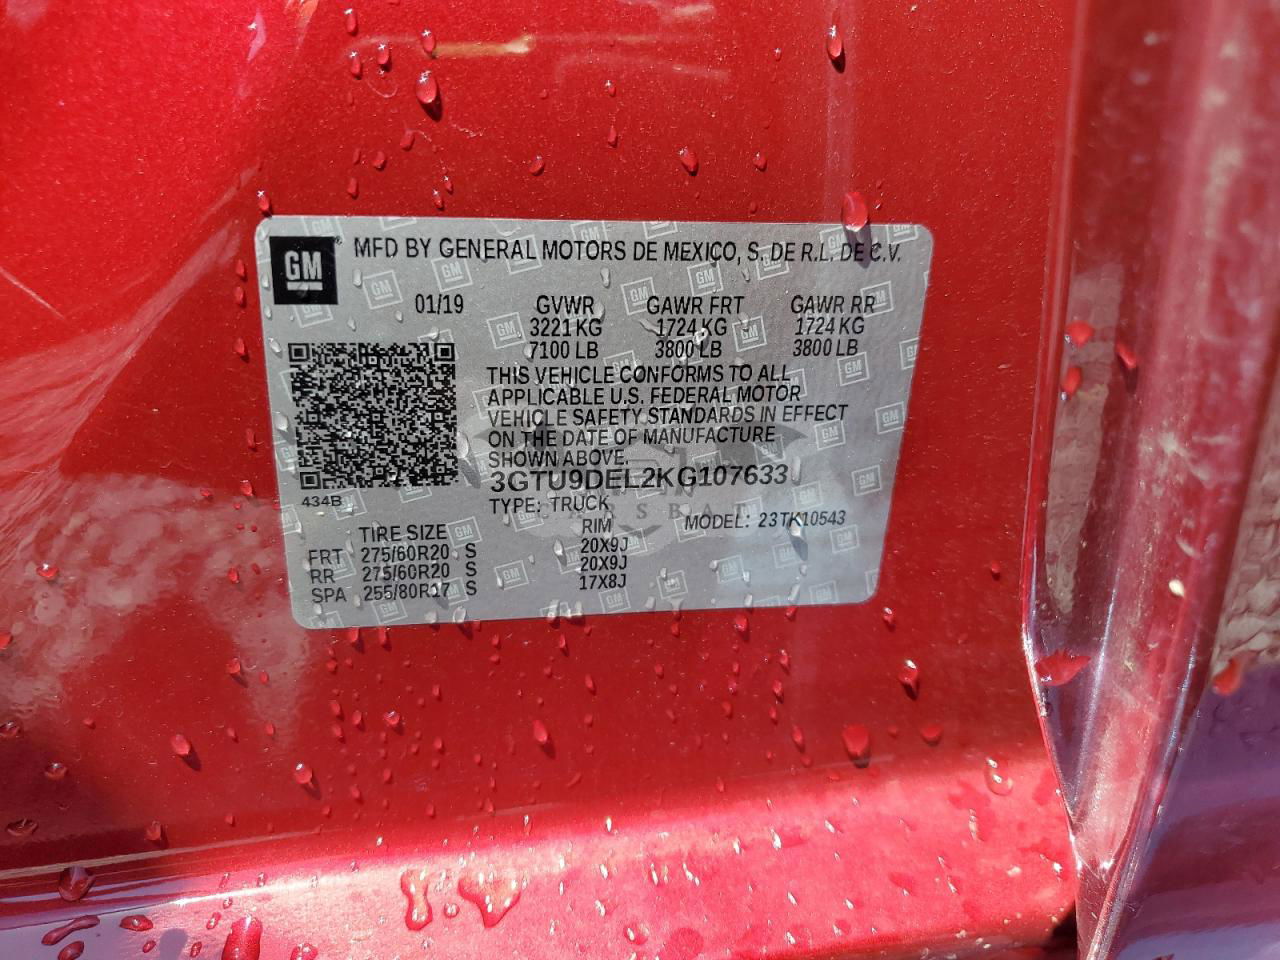 GM MFD BY GENERAL MOTORS DE MEXICO, S. DE R.L. DE C.V.
01/19 GVWR GAWR FRT GAWR RR
3221 KG 1724 KG 1724 KG
7100 LB 3800 LB 3800 LB
THIS VEHICLE CONFORMS TO ALL
APPLICABLE U.S. FEDERAL MOTOR
VEHICLE SAFETY STANDARDS IN EFFECT
ON THE DATE OF MANUFACTURE
SHOWN ABOVE.
3GTU9DEL2KG107633
434B TYPE: TRUCK
CARSBAT
TIRE SIZE RIM MODEL: 23TK10543
FRT 275/60R20 S 20X9J
RR 275/60R20 S 20X9J
SPA 255/80R17 S 17X8J